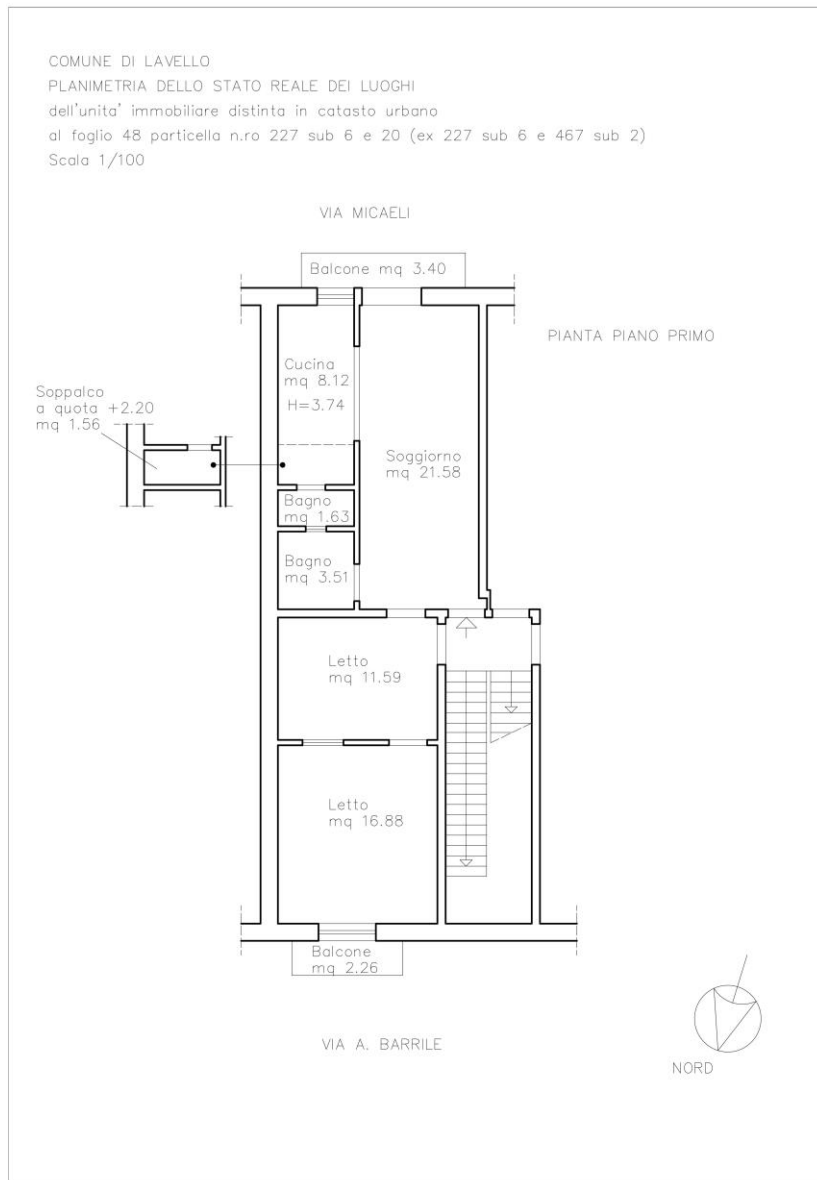 COMUNE DI LAVELLO
PLANIMETRIA DELLO STATO REALE DEI LUOGHI
dell'unita' immobiliare distinta in catasto urbano
al foglio 48 particella n.ro 227 sub 6 e 20 (ex 227 sub 6 e 467 sub 2)
Scala 1/100
VIA MICAELI
Balcone mq 3.40
PIANTA PIANO PRIMO
Cucina
mq 8.12
H=3.74
Soppalco
a quota +2.20
mq 1.56
Soggiorno
mq 21.58
Bagno
mq 1.63
Bagno
mq 3.51
Letto
mq 11.59
Letto
mq 16.88
Balcone
mq 2.26
VIA A. BARRILE
NORD